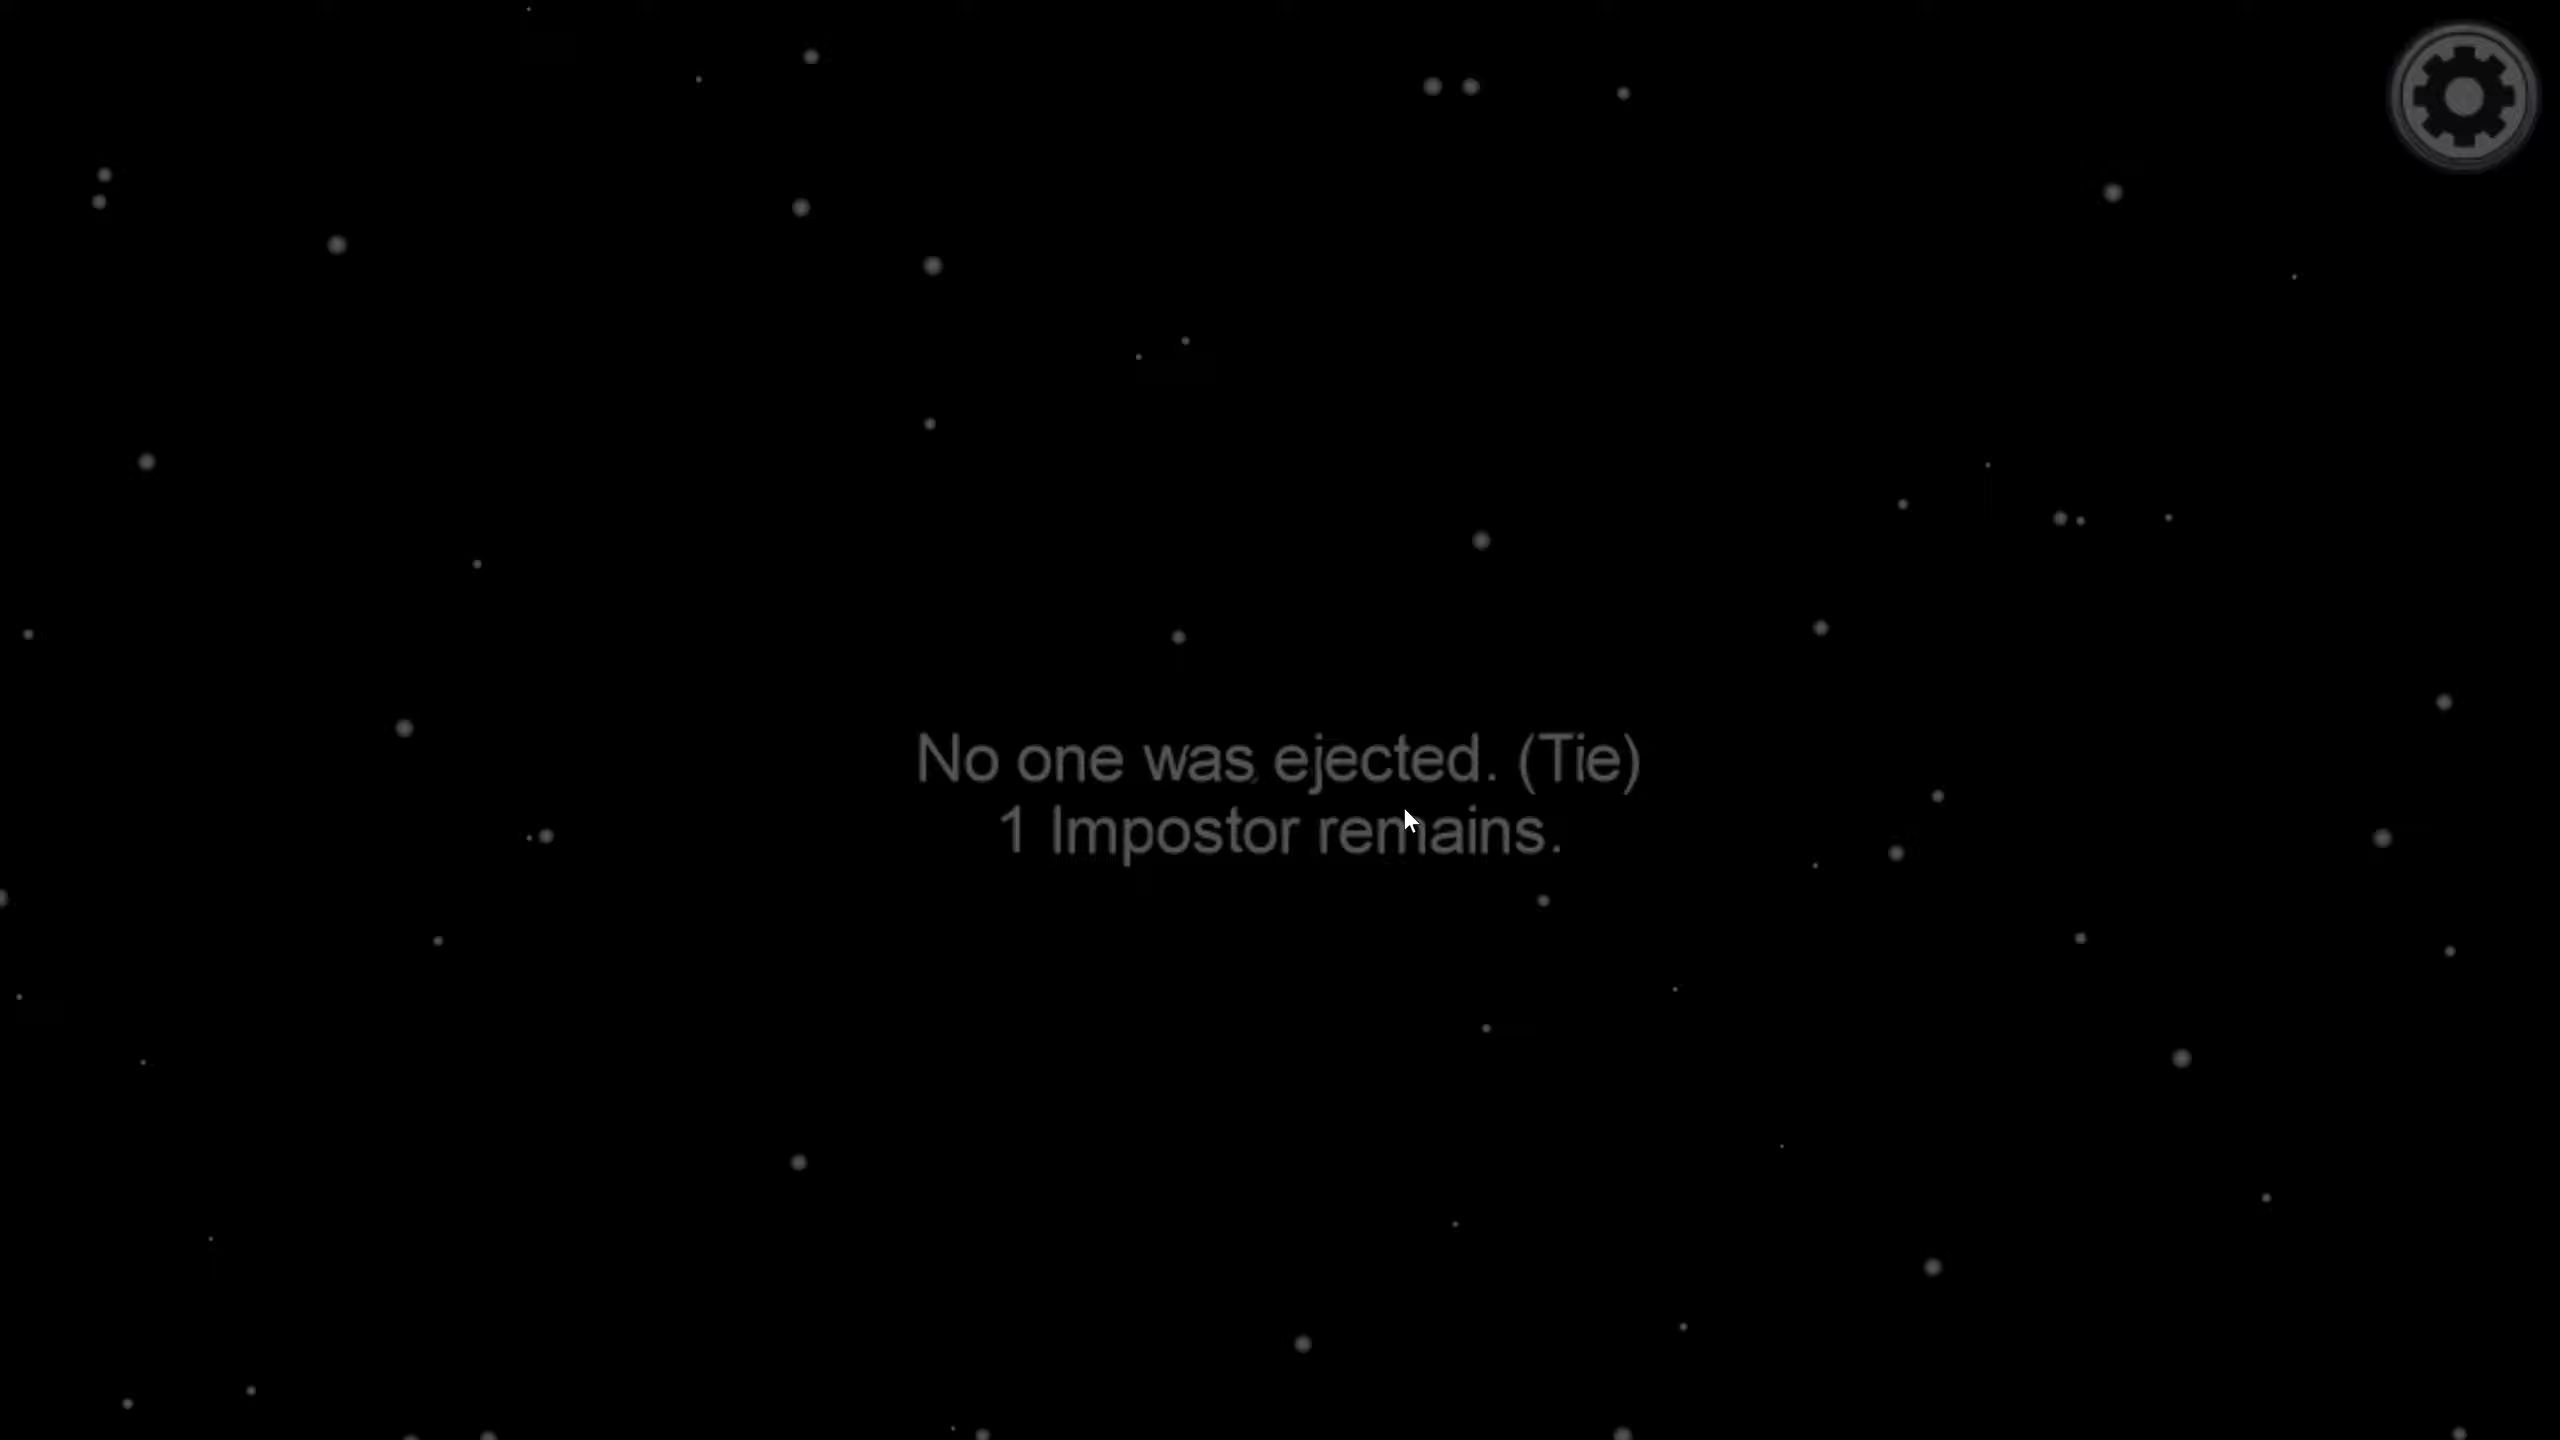 No one was ejected. (Tie)
1 Impostor remains.